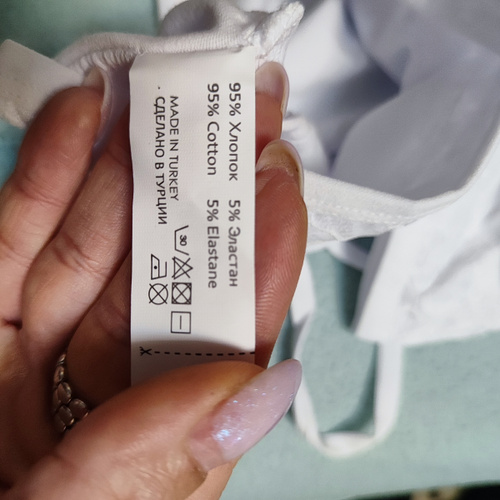 95% Хлопок 5% Эластан
95% Cotton 5% Elastane
MADE IN TURKEY
· СДЕЛАНО В ТУРЦИИ
30